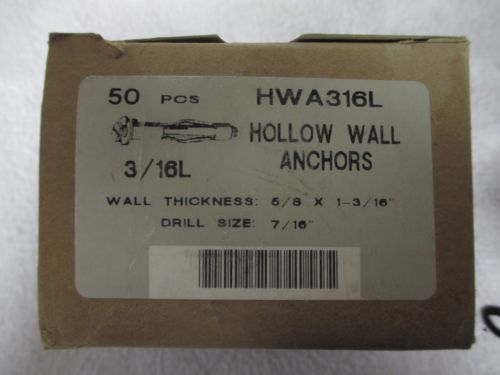 50 PCS HWA316L
HOLLOW WALL
3/16L ANCHORS
WALL THICKNESS: 5/8 X 1-3/16"
DRILL SIZE: 7/16"